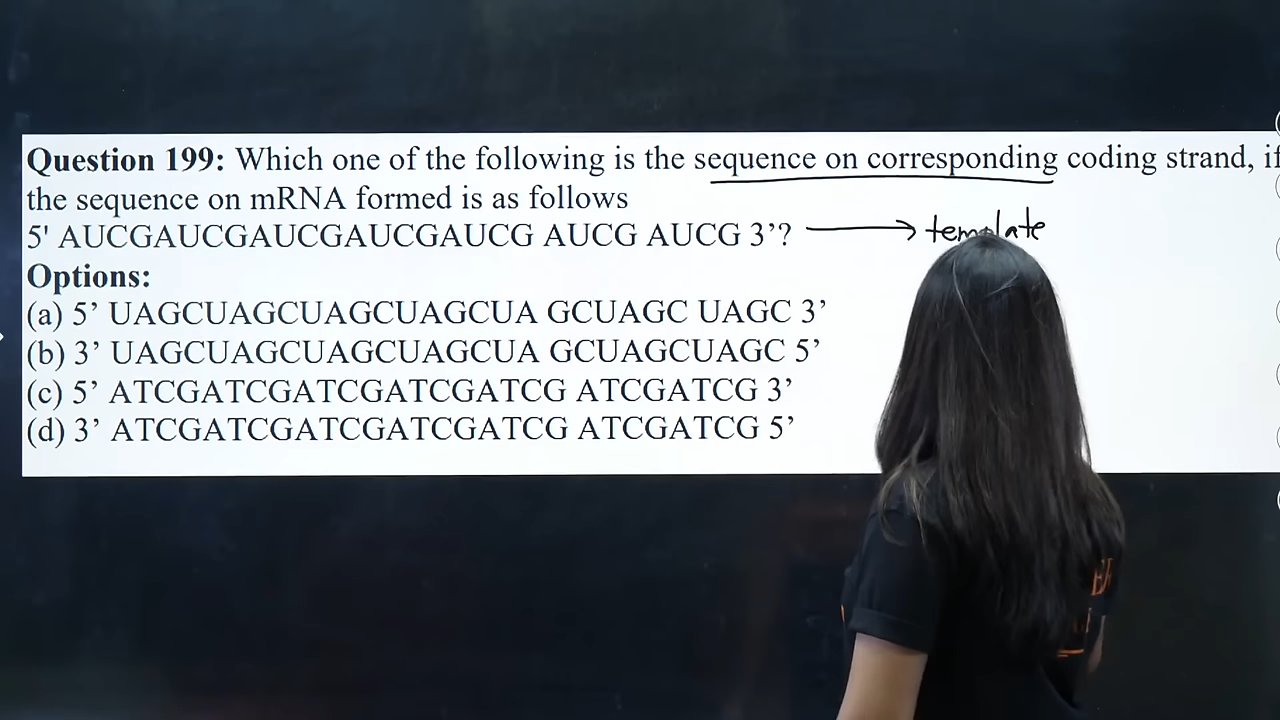 Question 199: Which one of the following is the sequence on corresponding coding strand, if
the sequence on mRNA formed is as follows
5' AUCGAUCGAUCGAUCGAUCG AUCG AUCG 3’? template
Options:
(a) 5’ UAGCUAGCUAGCUAGCUA GCUAGC UAGC 3’
(b) 3’ UAGCUAGCUAGCUAGCUA GCUAGCUAGC 5’
(c) 5’ ATCGATCGATCGATCGATCG ATCGATCG 3’
(d) 3’ ATCGATCGATCGATCGATCG ATCGATCG 5’